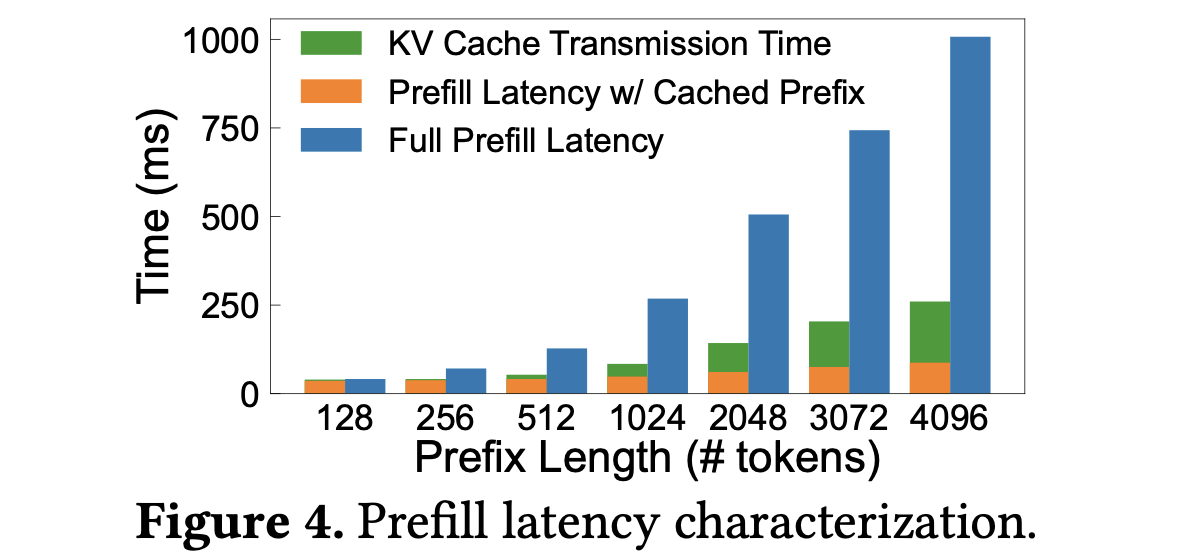 1000
750
500
250
0
Time (ms)
KV Cache Transmission Time
Prefill Latency w/ Cached Prefix
Full Prefill Latency
128 256 512 1024 2048 3072 4096
Prefix Length (# tokens)
Figure 4. Prefill latency characterization.